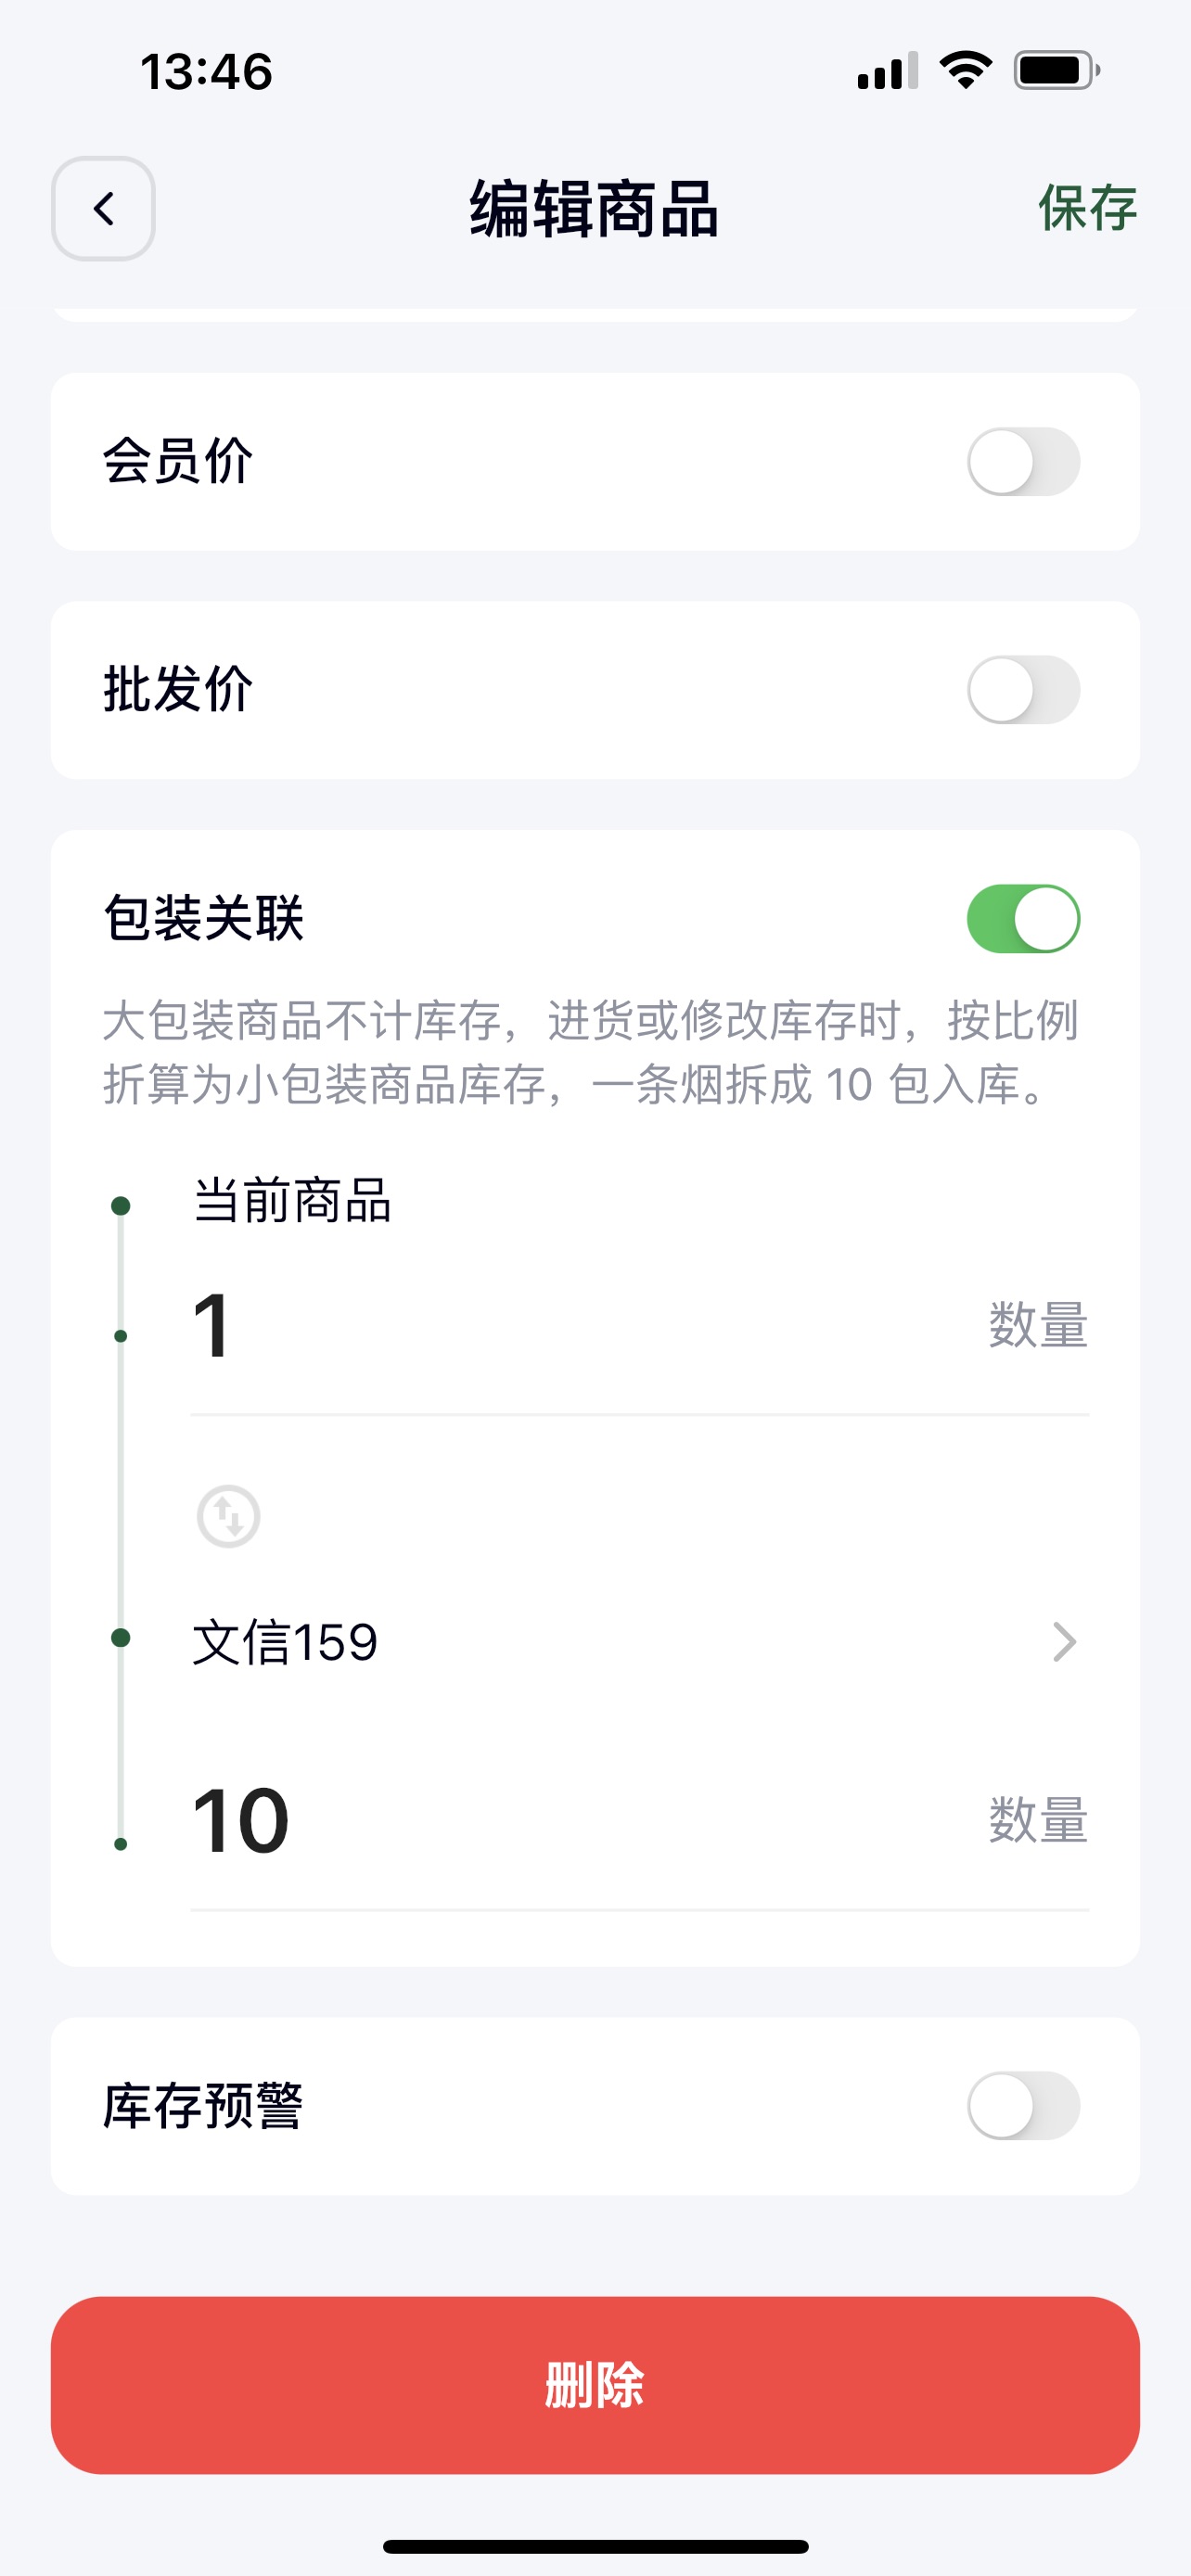 13:46
编辑商品
保存
会员价
批发价
包装关联
大包装商品不计库存，进货或修改库存时，按比例
折算为小包装商品库存，一条烟拆成 10 包入库。
当前商品
1
数量
文信159
10
数量
库存预警
删除